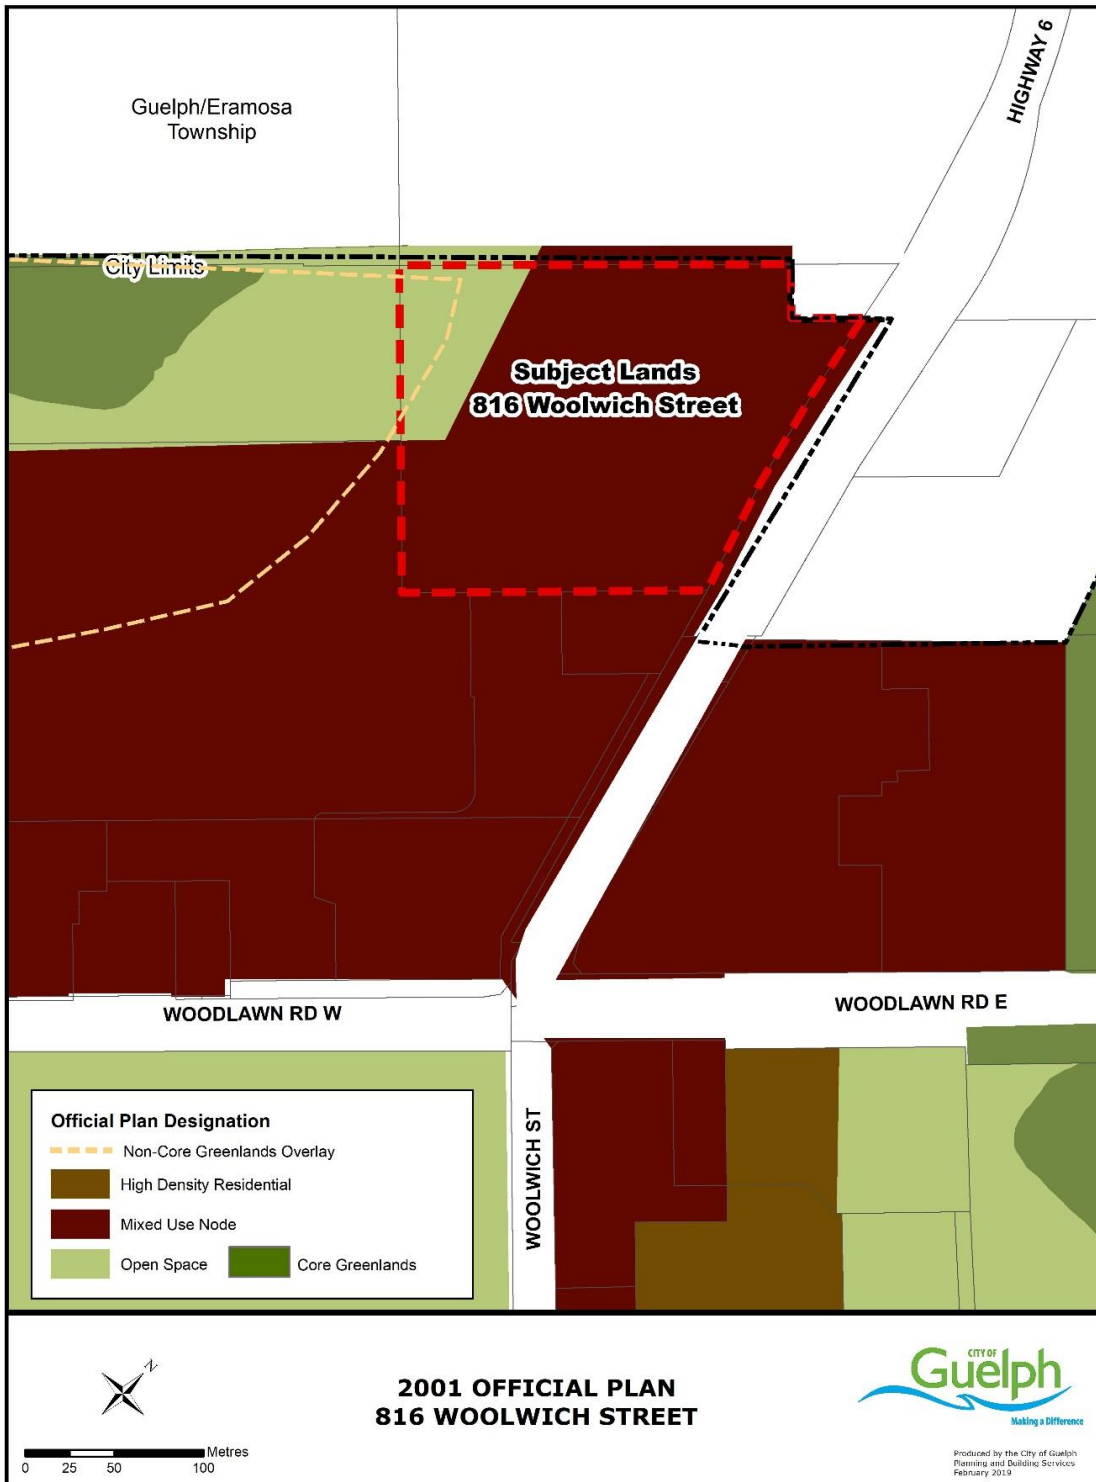 HIGHWAY 6
Guelph/Eramosa
Township
City Limits
Subject Lands
816 Woolwich Street
WOODLAWN RD W
WOODLAWN RD E
WOOLWICH ST
Official Plan Designation
Non-Core Greenlands Overlay
High Density Residential
Mixed Use Node
Open Space
Core Greenlands
N
2001 OFFICIAL PLAN
816 WOOLWICH STREET
CITY OF
Guelph
Making a Difference
Metres
0 25 50 100
Produced by the City of Guelph
Planning and Building Services
February 2019